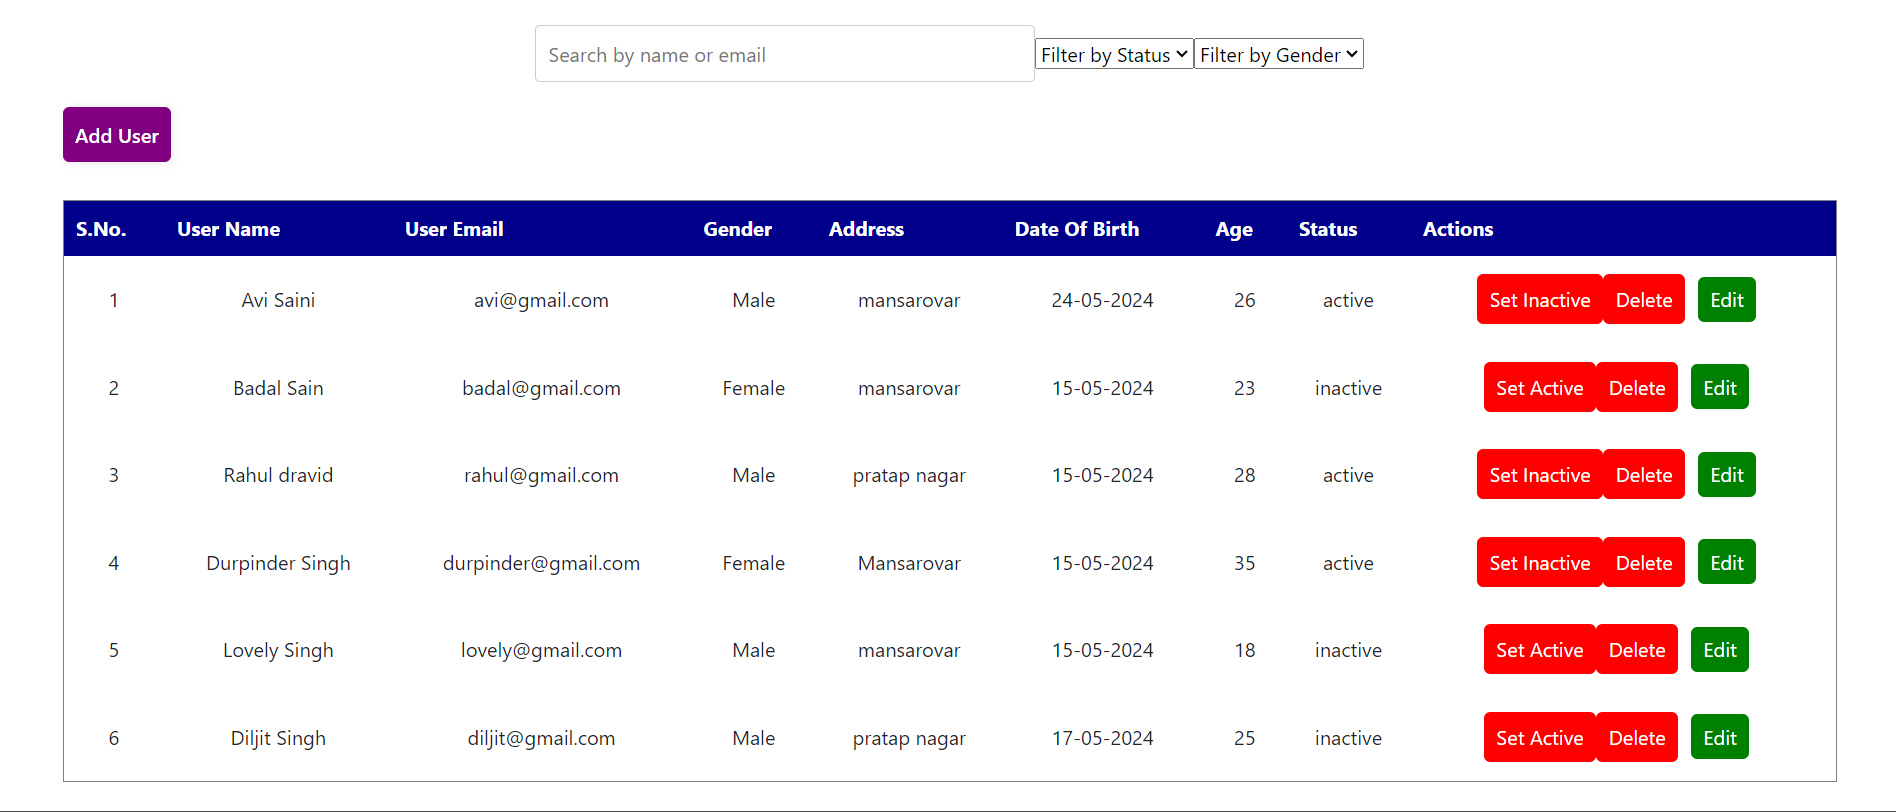 Search by name or email Filter by Status Filter by Gender
Add User
S.No. User Name User Email Gender Address Date Of Birth Age Status Actions
1 Avi Saini avi@gmail.com Male mansarovar 24-05-2024 26 active Set Inactive Delete Edit
2 Badal Sain badal@gmail.com Female mansarovar 15-05-2024 23 inactive Set Active Delete Edit
3 Rahul dravid rahul@gmail.com Male pratap nagar 15-05-2024 28 active Set Inactive Delete Edit
4 Durpinder Singh durpinder@gmail.com Female Mansarovar 15-05-2024 35 active Set Inactive Delete Edit
5 Lovely Singh lovely@gmail.com Male mansarovar 15-05-2024 18 inactive Set Active Delete Edit
6 Diljit Singh diljit@gmail.com Male pratap nagar 17-05-2024 25 inactive Set Active Delete Edit